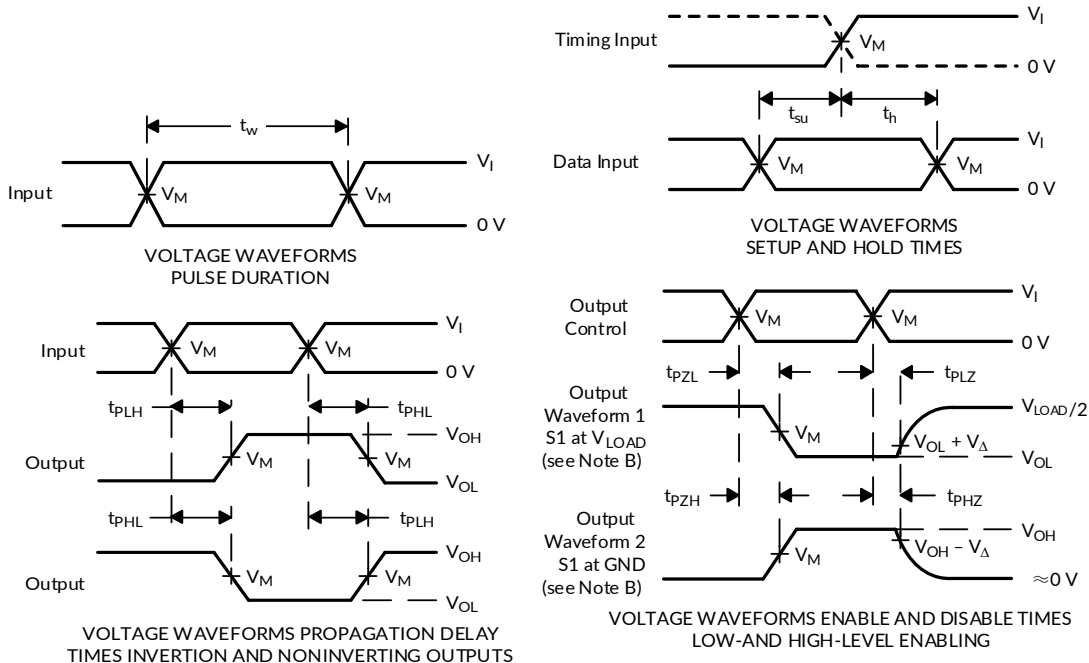 t_w
V_I
Input
V_M
V_M
0 V
VOLTAGE WAVEFORMS
PULSE DURATION
V_I
Timing Input
V_M
0 V
t_su
t_h
V_I
Data Input
V_M
V_M
0 V
VOLTAGE WAVEFORMS
SETUP AND HOLD TIMES
V_I
Input
V_M
V_M
0 V
t_PLH
t_PHL
V_OH
Output
V_M
V_M
V_OL
t_PHL
t_PLH
V_OH
Output
V_M
V_M
V_OL
VOLTAGE WAVEFORMS PROPAGATION DELAY
TIMES INVERTION AND NONINVERTING OUTPUTS
V_I
Output
Control
V_M
V_M
0 V
t_PZL
t_PLZ
Output
Waveform 1
S1 at V_LOAD
(see Note B)
V_LOAD/2
V_M
V_OL + V_Δ
V_OL
t_PZH
t_PHZ
Output
Waveform 2
S1 at GND
(see Note B)
V_OH
V_M
V_OH – V_Δ
≈0 V
VOLTAGE WAVEFORMS ENABLE AND DISABLE TIMES
LOW-AND HIGH-LEVEL ENABLING